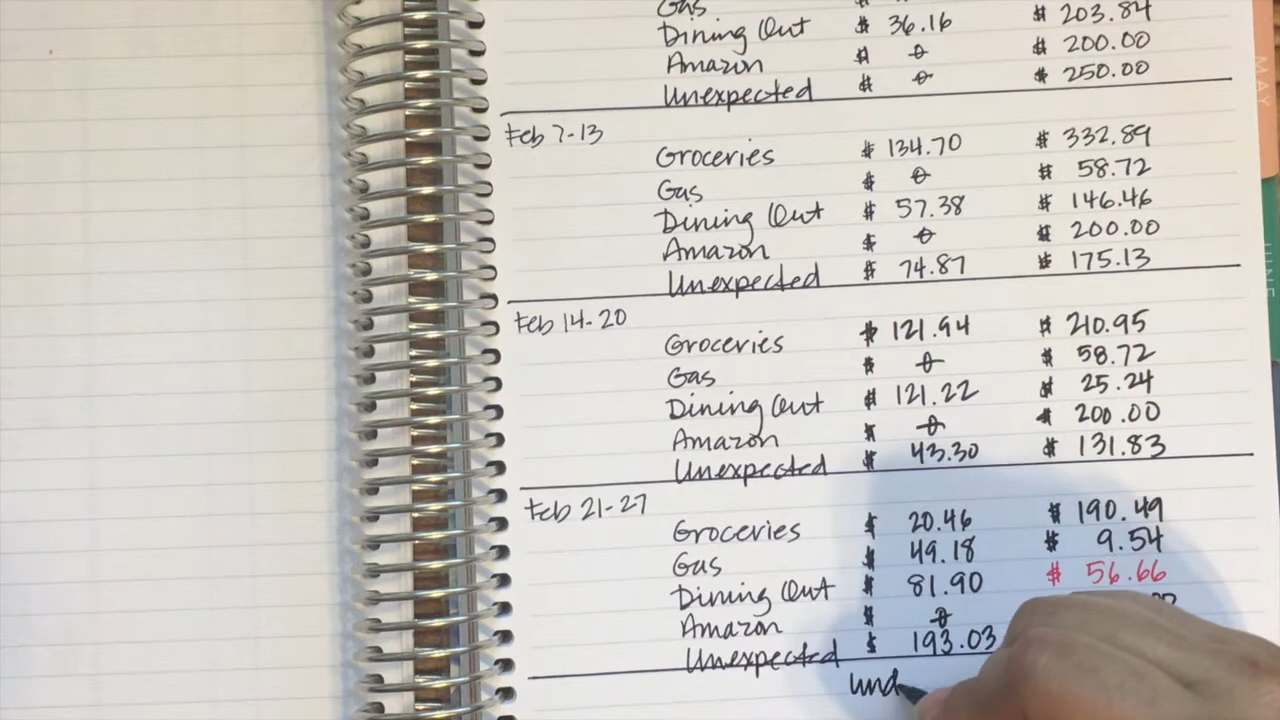 Gas $
Dining Out $ 36.16 $ 203.84
Amazon $ 0 $ 200.00
Unexpected $ 0 $ 250.00
Feb 7-13
Groceries $ 134.70 $ 332.89
Gas $ 0 $ 58.72
Dining Out $ 57.38 $ 146.46
Amazon $ 0 $ 200.00
Unexpected $ 74.87 $ 175.13
Feb 14-20
Groceries $ 121.94 $ 210.95
Gas $ 0 $ 58.72
Dining Out $ 121.22 $ 25.24
Amazon $ 0 $ 200.00
Unexpected $ 43.30 $ 131.83
Feb 21-27
Groceries $ 20.46 $ 190.49
Gas $ 49.18 $ 9.54
Dining Out $ 81.90 $ 56.66
Amazon $ 0
Unexpected $ 193.03
und
MAY
JUNE